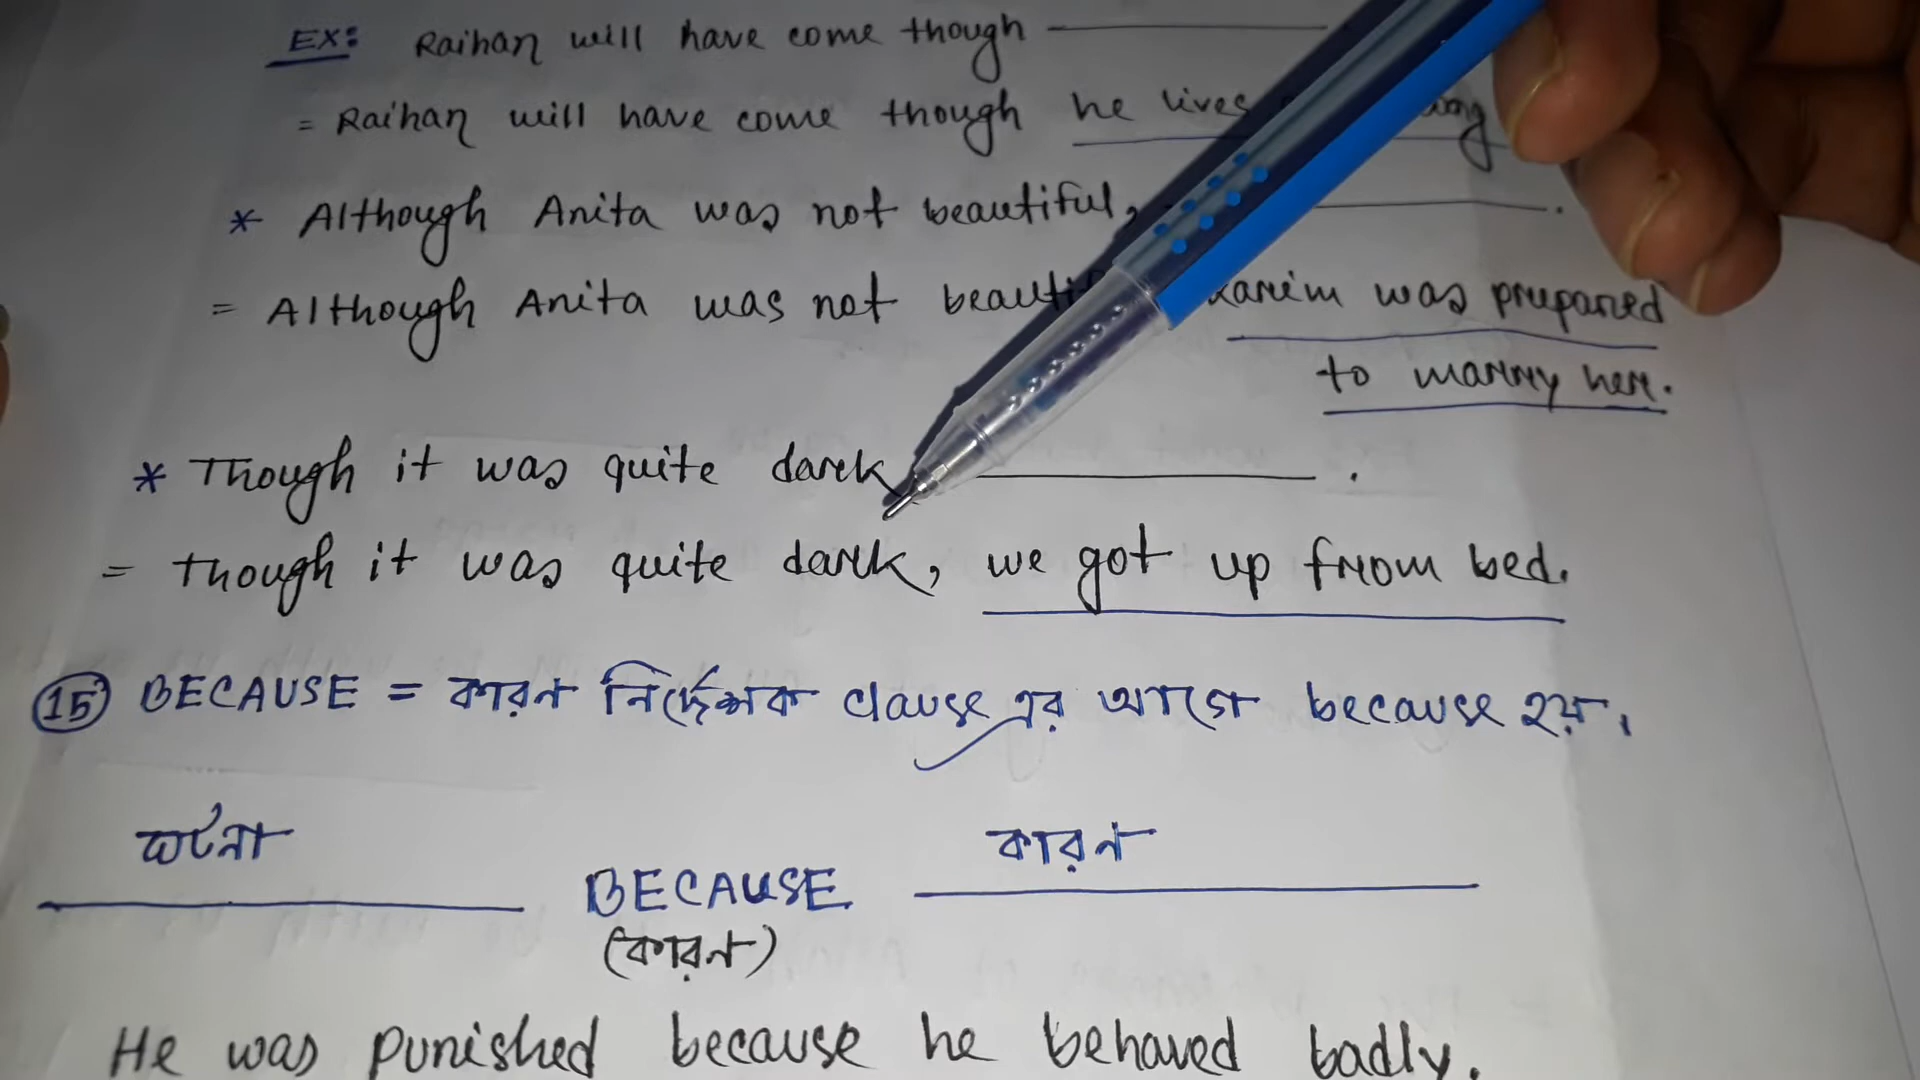 EX: Raihan will have come though
= Raihan will have come though he lives
* Although Anita was not beautiful,
= Although Anita was not Karim was prepared
to marry her.
* Though it was quite dark .
= Though it was quite dark, we got up from bed.
15 BECAUSE = কারণ নির্দেশক clause এর আগে because হয়।
ঘটনা BECAUSE কারণ
(কারণ)
He was punished because he behaved badly.